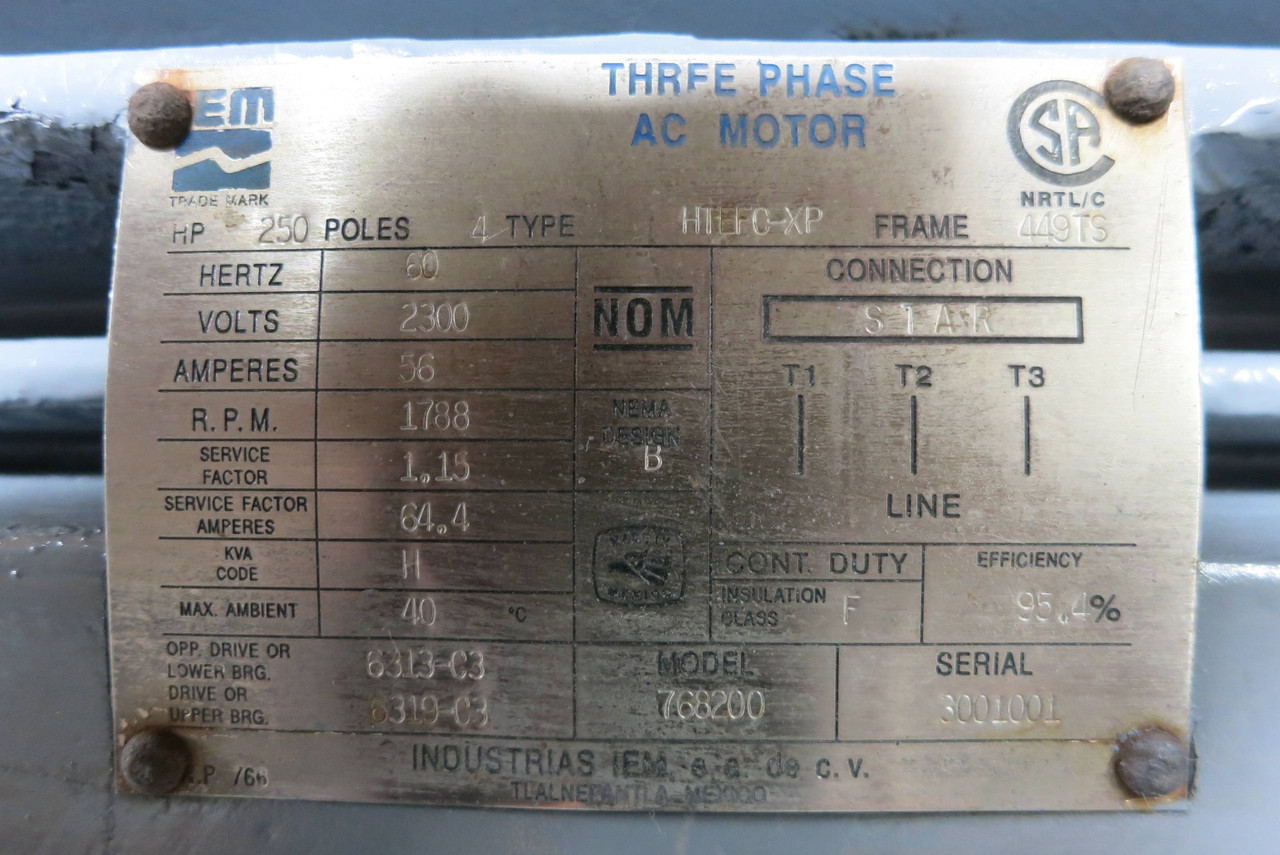 IEM
TRADE MARK
THREE PHASE
AC MOTOR
NRTL/C
HP 250 POLES 4 TYPE HTEFC-XP FRAME 449TS
HERTZ 60
VOLTS 2300
AMPERES 56
R.P.M. 1788
SERVICE FACTOR 1.15
SERVICE FACTOR AMPERES 64.4
KVA CODE H
MAX. AMBIENT 40 °C
NOM
NEMA
DESIGN
B
CONNECTION
STAR
T1 T2 T3
LINE
CONT. DUTY
INSULATION CLASS F
EFFICIENCY
95.4%
OPP. DRIVE OR
LOWER BRG. 6313-C3
DRIVE OR
UPPER BRG. 6319-C3
MODEL
768200
SERIAL
3001001
INDUSTRIAS IEM, s.a. de c.v.
TLALNEPANTLA MEXICO